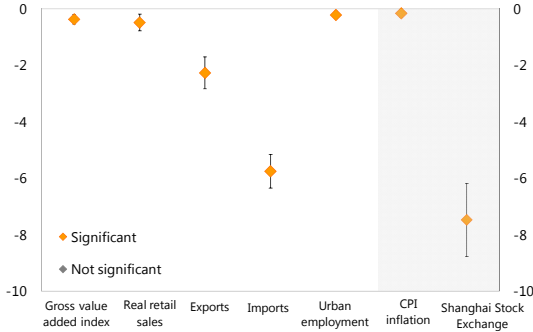 -0
-2
-4
-6
-8
-10
-0
-2
-4
-6
-8
-10
Significant
Not significant
Gross value
added index
Real retail
sales
Exports
Imports
Urban
employment
CPI
inflation
Shanghai Stock
Exchange